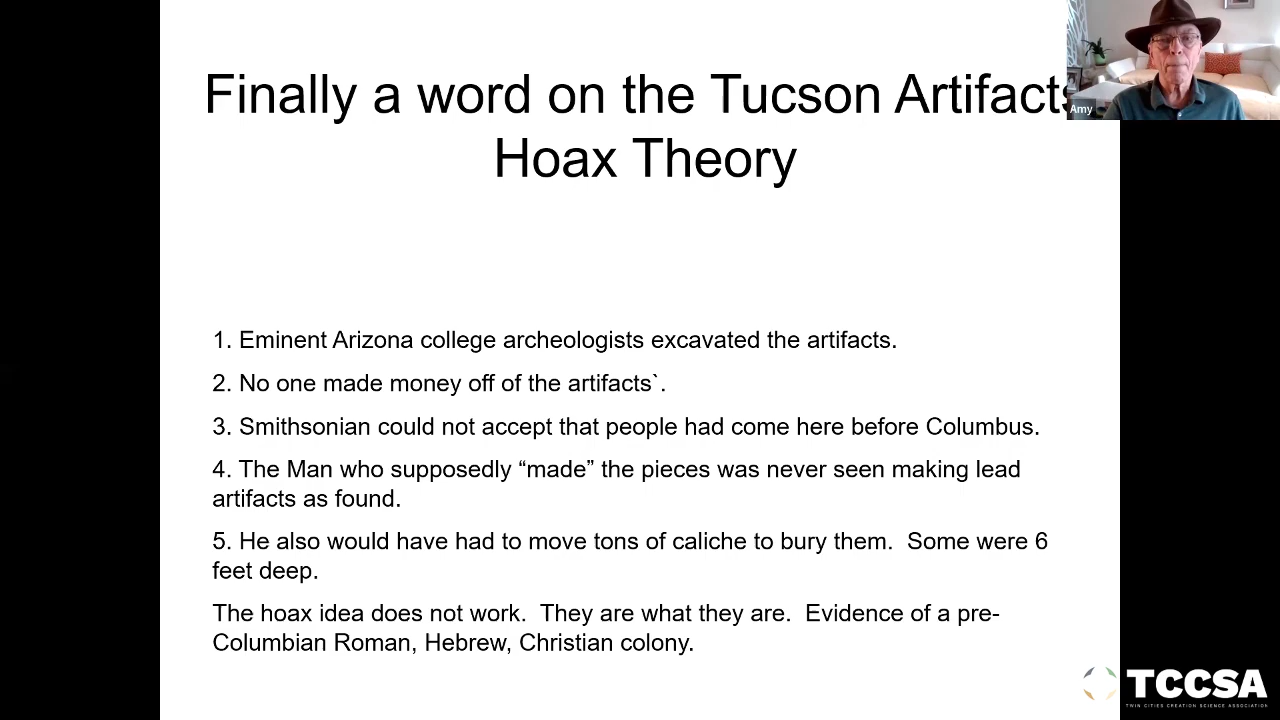 Finally a word on the Tucson Artifacts
Hoax Theory
Amy
1. Eminent Arizona college archeologists excavated the artifacts.
2. No one made money off of the artifacts`.
3. Smithsonian could not accept that people had come here before Columbus.
4. The Man who supposedly “made” the pieces was never seen making lead
artifacts as found.
5. He also would have had to move tons of caliche to bury them.  Some were 6
feet deep.
The hoax idea does not work.  They are what they are.  Evidence of a pre-
Columbian Roman, Hebrew, Christian colony.
TCCSA
TWIN CITIES CREATION SCIENCE ASSOCIATION